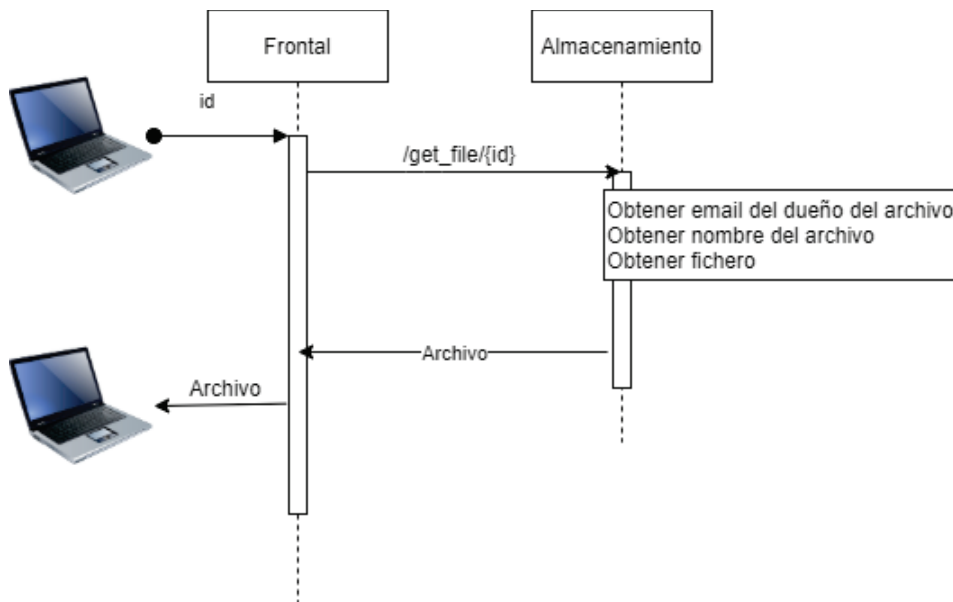 Frontal
Almacenamiento
id
/get_file/{id}
Obtener email del dueño del archivo
Obtener nombre del archivo
Obtener fichero
Archivo
Archivo